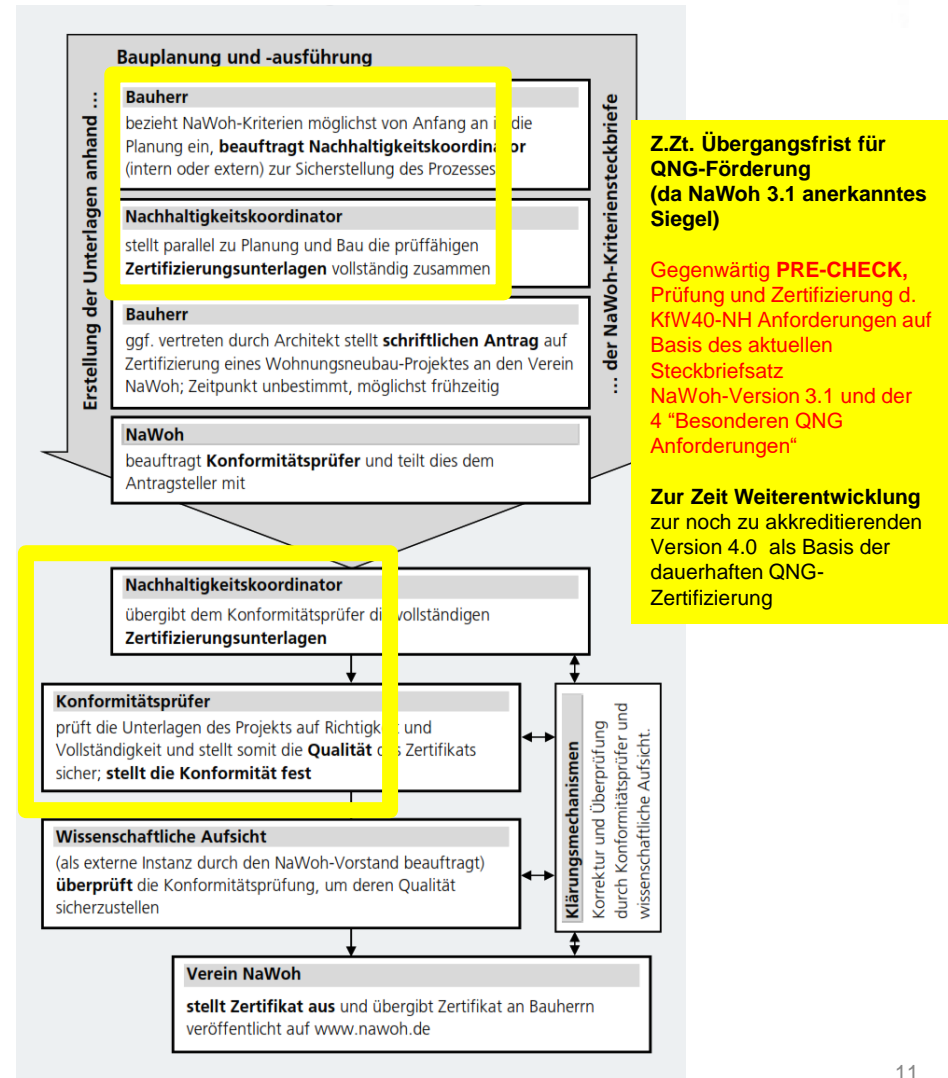 Bauplanung und -ausführung
Erstellung der Unterlagen anhand ...
Bauherr
bezieht NaWoh-Kriterien möglichst von Anfang an in die
Planung ein, beauftragt Nachhaltigkeitskoordinator
(intern oder extern) zur Sicherstellung des Prozesses
Nachhaltigkeitskoordinator
stellt parallel zu Planung und Bau die prüffähigen
Zertifizierungsunterlagen vollständig zusammen
Bauherr
ggf. vertreten durch Architekt stellt schriftlichen Antrag auf
Zertifizierung eines Wohnungsneubau-Projektes an den Verein
NaWoh; Zeitpunkt unbestimmt, möglichst frühzeitig
NaWoh
beauftragt Konformitätsprüfer und teilt dies dem
Antragsteller mit
... der NaWoh-Kriteriensteckbriefe
Z.Zt. Übergangsfrist für
QNG-Förderung
(da NaWoh 3.1 anerkanntes
Siegel)
Gegenwärtig PRE-CHECK,
Prüfung und Zertifizierung d.
KfW40-NH Anforderungen auf
Basis des aktuellen
Steckbriefsatz
NaWoh-Version 3.1 und der
4 “Besonderen QNG
Anforderungen“
Zur Zeit Weiterentwicklung
zur noch zu akkreditierenden
Version 4.0 als Basis der
dauerhaften QNG-
Zertifizierung
Nachhaltigkeitskoordinator
übergibt dem Konformitätsprüfer die vollständigen
Zertifizierungsunterlagen
Konformitätsprüfer
prüft die Unterlagen des Projekts auf Richtigkeit und
Vollständigkeit und stellt somit die Qualität des Zertifikats
sicher; stellt die Konformität fest
Wissenschaftliche Aufsicht
(als externe Instanz durch den NaWoh-Vorstand beauftragt)
überprüft die Konformitätsprüfung, um deren Qualität
sicherzustellen
Klärungsmechanismen
Korrektur und Überprüfung
durch Konformitätsprüfer und
wissenschaftliche Aufsicht.
Verein NaWoh
stellt Zertifikat aus und übergibt Zertifikat an Bauherrn
veröffentlicht auf www.nawoh.de
11